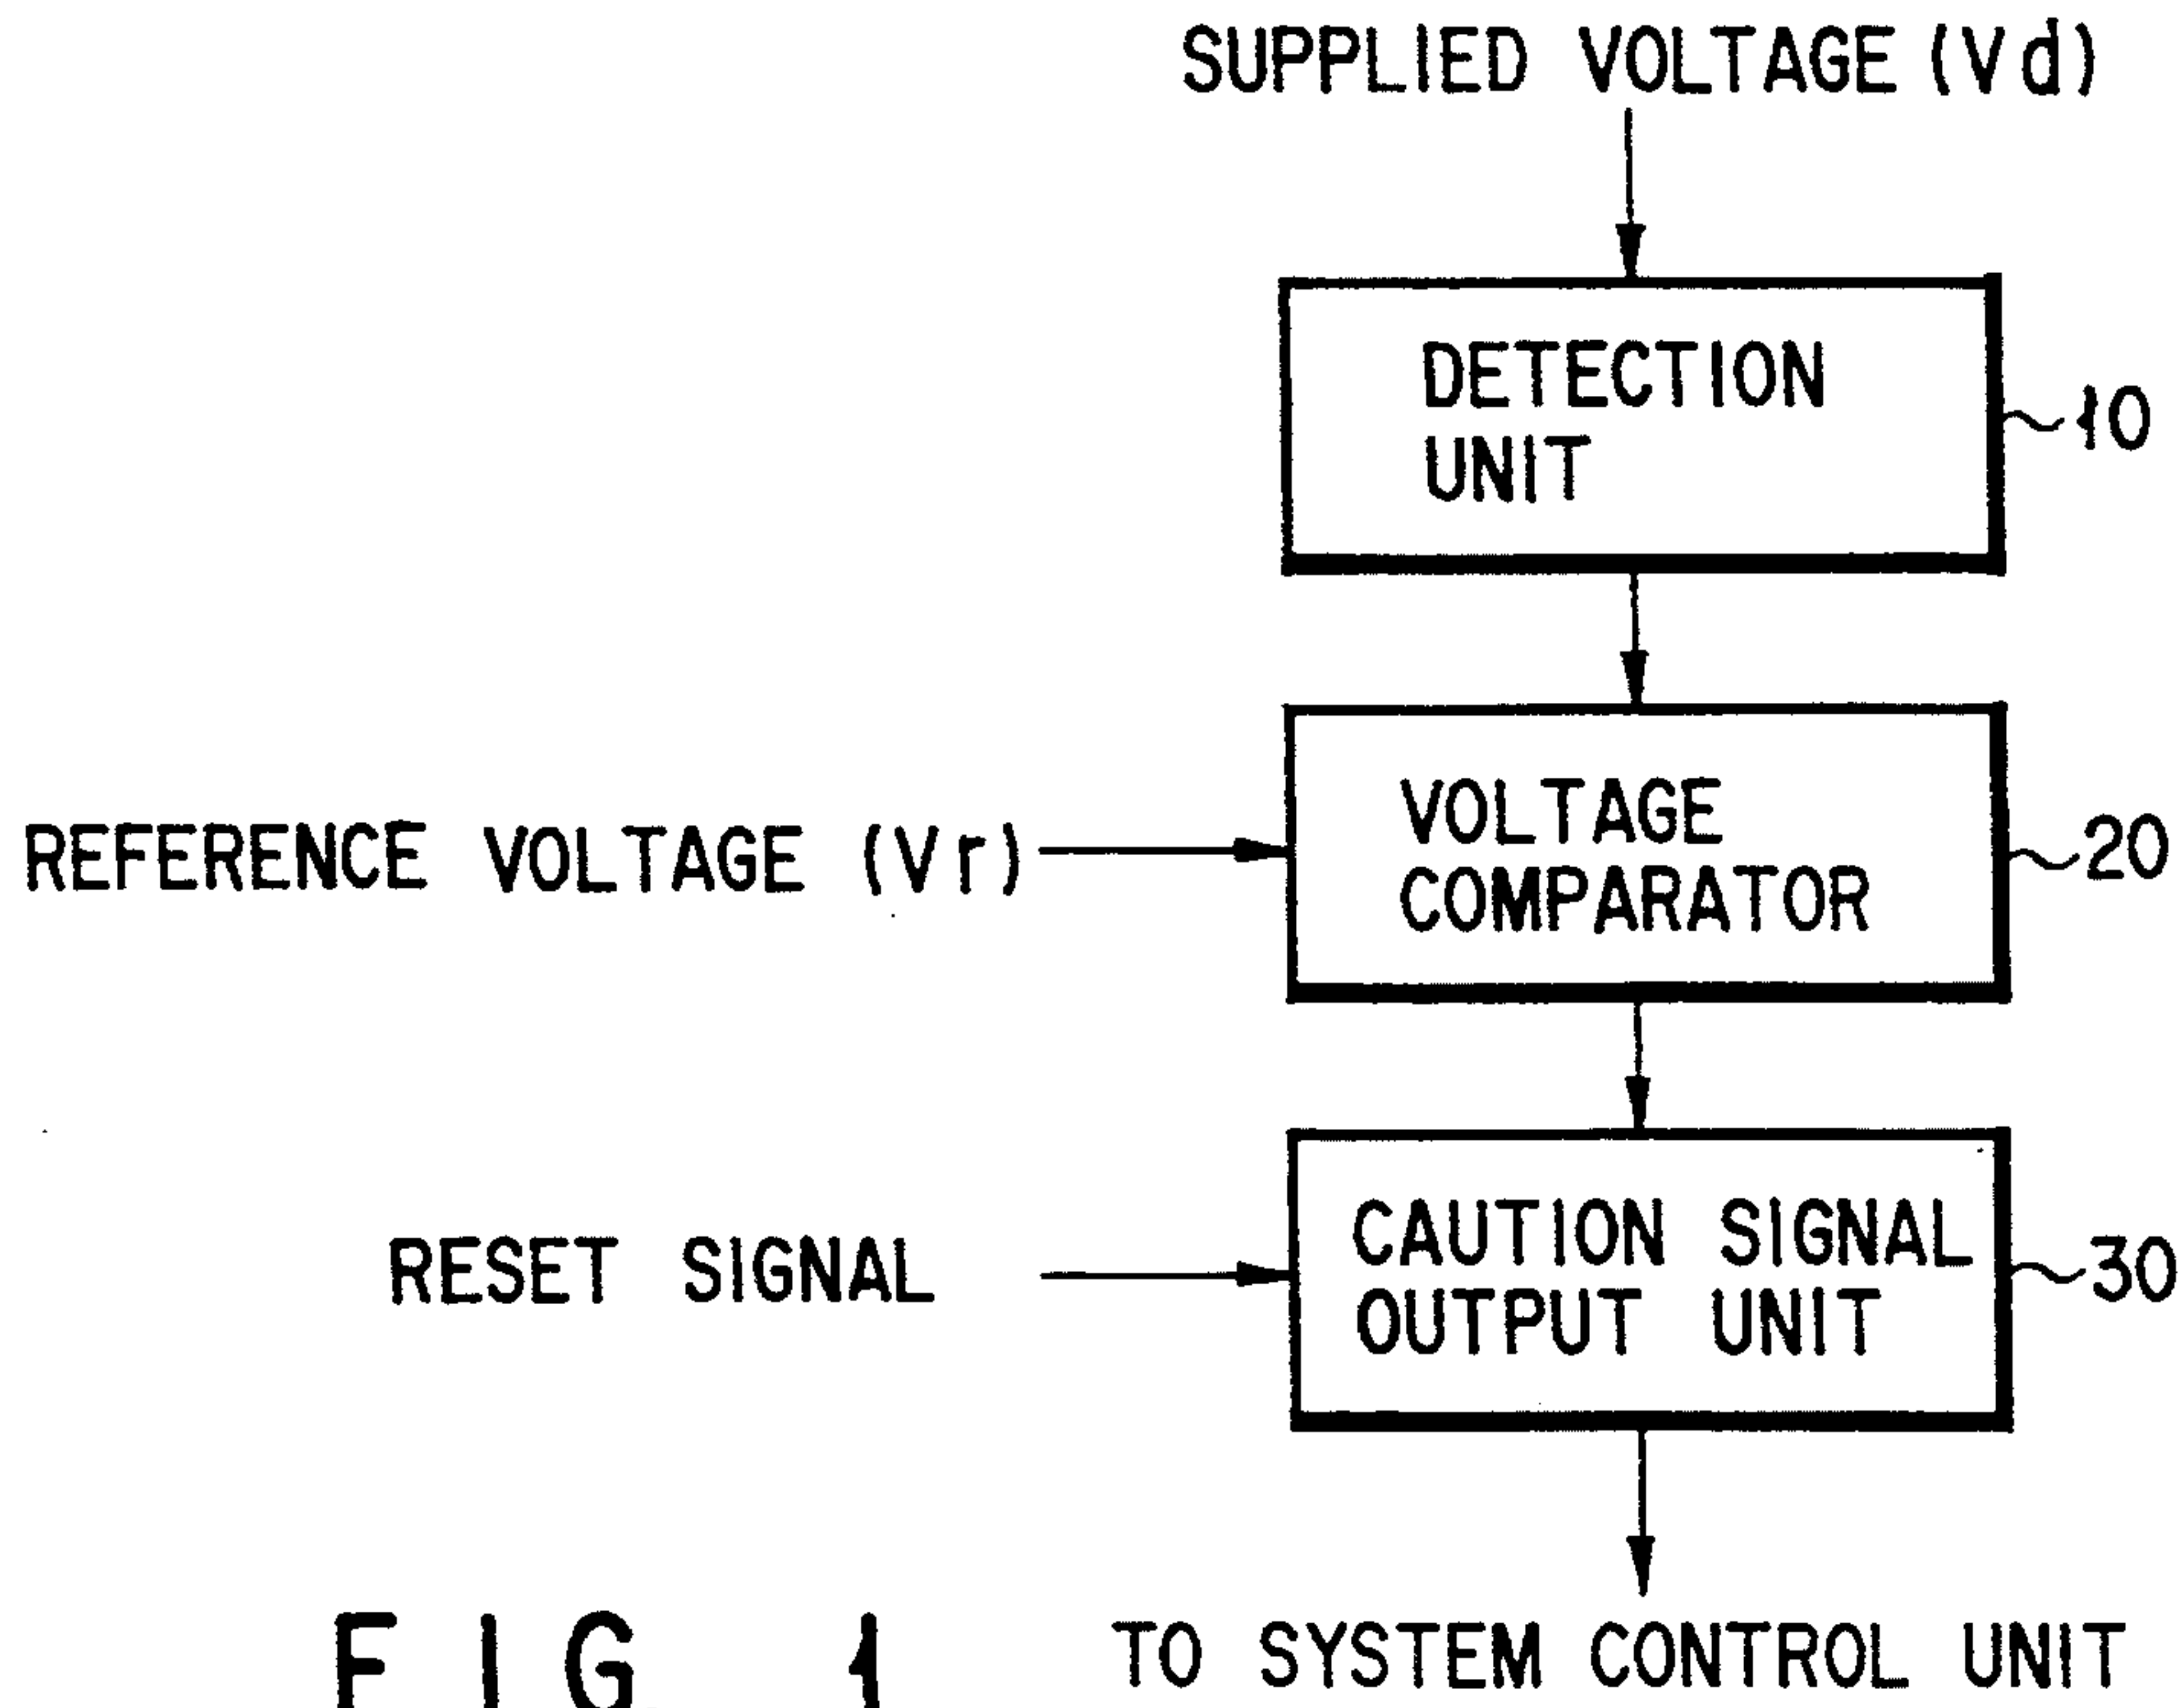 SUPPLIED VOLTAGE (Vd)
DETECTION
UNIT
10
REFERENCE VOLTAGE (Vr)
VOLTAGE
COMPARATOR
20
RESET SIGNAL
CAUTION SIGNAL
OUTPUT UNIT
30
TO SYSTEM CONTROL UNIT
FIG. 1